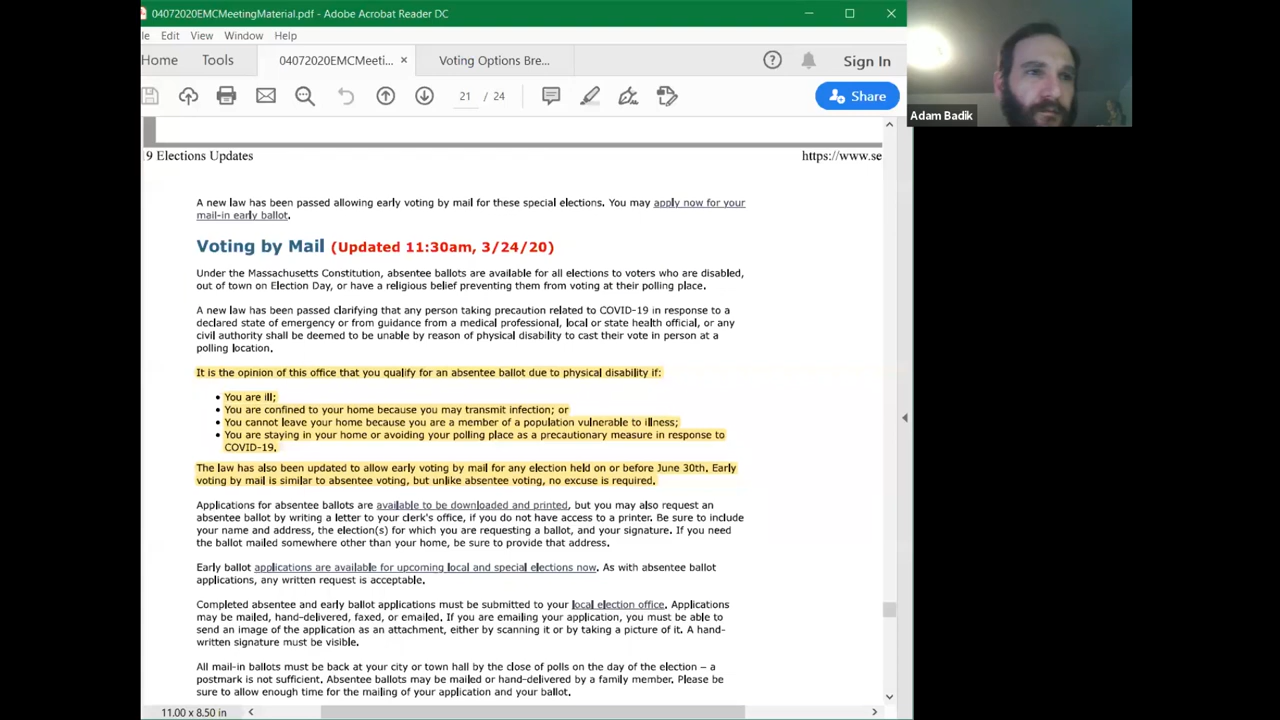 04072020EMCMeetingMaterial.pdf - Adobe Acrobat Reader DC
le Edit View Window Help
Home Tools 04072020EMCMeeti... × Voting Options Bre... Sign In
21 / 24 Share
Adam Badik
9 Elections Updates https://www.se
A new law has been passed allowing early voting by mail for these special elections. You may apply now for your
mail-in early ballot.
Voting by Mail (Updated 11:30am, 3/24/20)
Under the Massachusetts Constitution, absentee ballots are available for all elections to voters who are disabled,
out of town on Election Day, or have a religious belief preventing them from voting at their polling place.
A new law has been passed clarifying that any person taking precaution related to COVID-19 in response to a
declared state of emergency or from guidance from a medical professional, local or state health official, or any
civil authority shall be deemed to be unable by reason of physical disability to cast their vote in person at a
polling location.
It is the opinion of this office that you qualify for an absentee ballot due to physical disability if:
• You are ill;
• You are confined to your home because you may transmit infection; or
• You cannot leave your home because you are a member of a population vulnerable to illness;
• You are staying in your home or avoiding your polling place as a precautionary measure in response to
COVID-19.
The law has also been updated to allow early voting by mail for any election held on or before June 30th. Early
voting by mail is similar to absentee voting, but unlike absentee voting, no excuse is required.
Applications for absentee ballots are available to be downloaded and printed, but you may also request an
absentee ballot by writing a letter to your clerk's office, if you do not have access to a printer. Be sure to include
your name and address, the election(s) for which you are requesting a ballot, and your signature. If you need
the ballot mailed somewhere other than your home, be sure to provide that address.
Early ballot applications are available for upcoming local and special elections now. As with absentee ballot
applications, any written request is acceptable.
Completed absentee and early ballot applications must be submitted to your local election office. Applications
may be mailed, hand-delivered, faxed, or emailed. If you are emailing your application, you must be able to
send an image of the application as an attachment, either by scanning it or by taking a picture of it. A hand-
written signature must be visible.
All mail-in ballots must be back at your city or town hall by the close of polls on the day of the election – a
postmark is not sufficient. Absentee ballots may be mailed or hand-delivered by a family member. Please be
sure to allow enough time for the mailing of your application and your ballot.
11.00 x 8.50 in